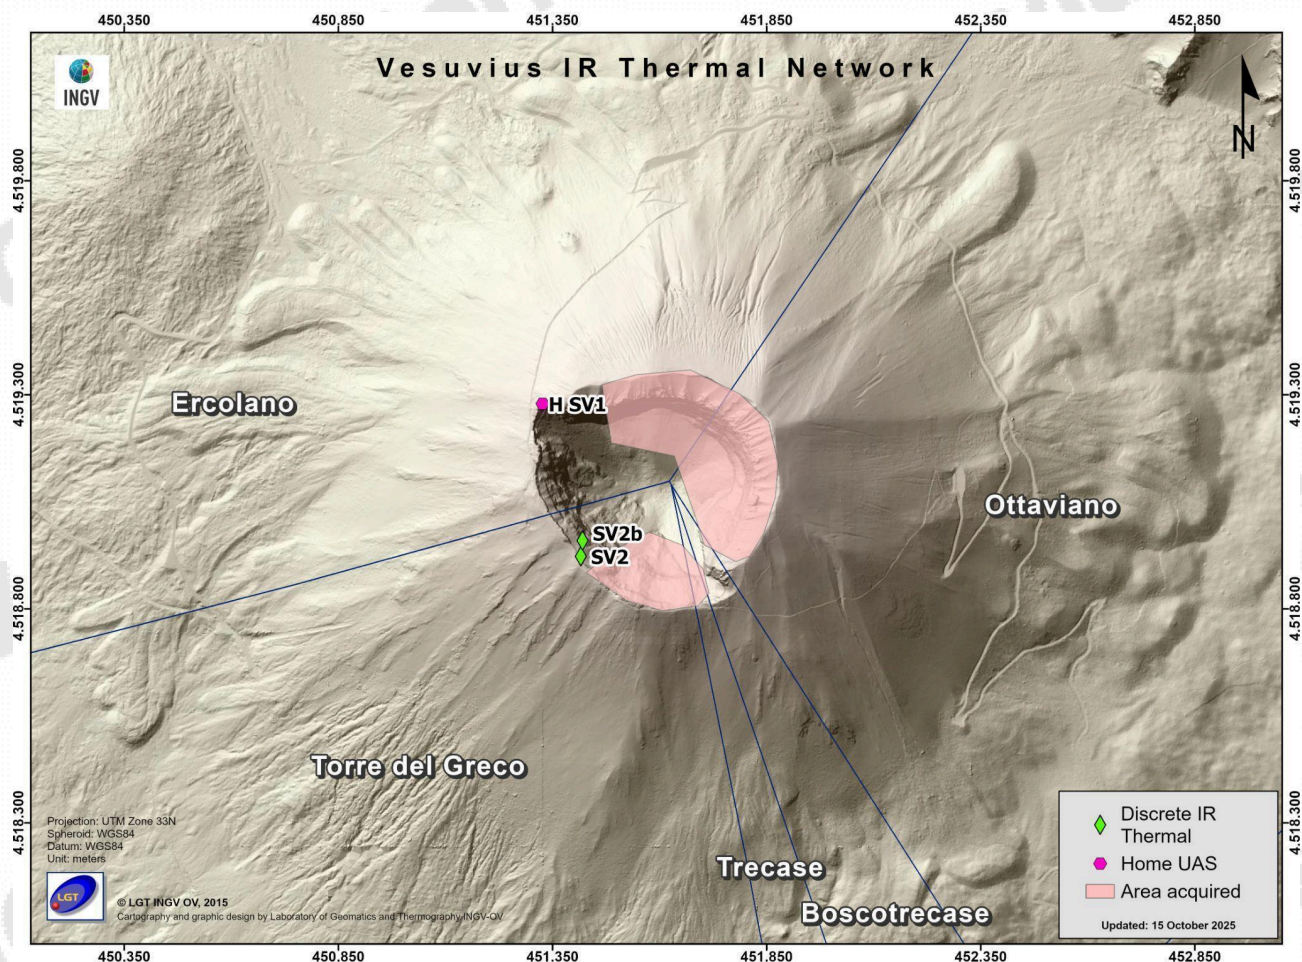 450.350 450.850 451.350 451.850 452.350 452.850
Vesuvius IR Thermal Network
INGV
N
4.519.800 4.519.800
4.519.300 4.519.300
Ercolano
H SV1
Ottaviano
SV2b
SV2
4.518.800 4.518.800
Torre del Greco
4.518.300 4.518.300
Projection: UTM Zone 33N
Spheroid: WGS84
Datum: WGS84
Unit: meters
Trecase
Boscotrecase
Discrete IR
Thermal
Home UAS
Area acquired
Updated: 15 October 2025
LGT
© LGT INGV OV, 2015
Cartography and graphic design by Laboratory of Geomatics and Thermography INGV-OV
450.350 450.850 451.350 451.850 452.350 452.850